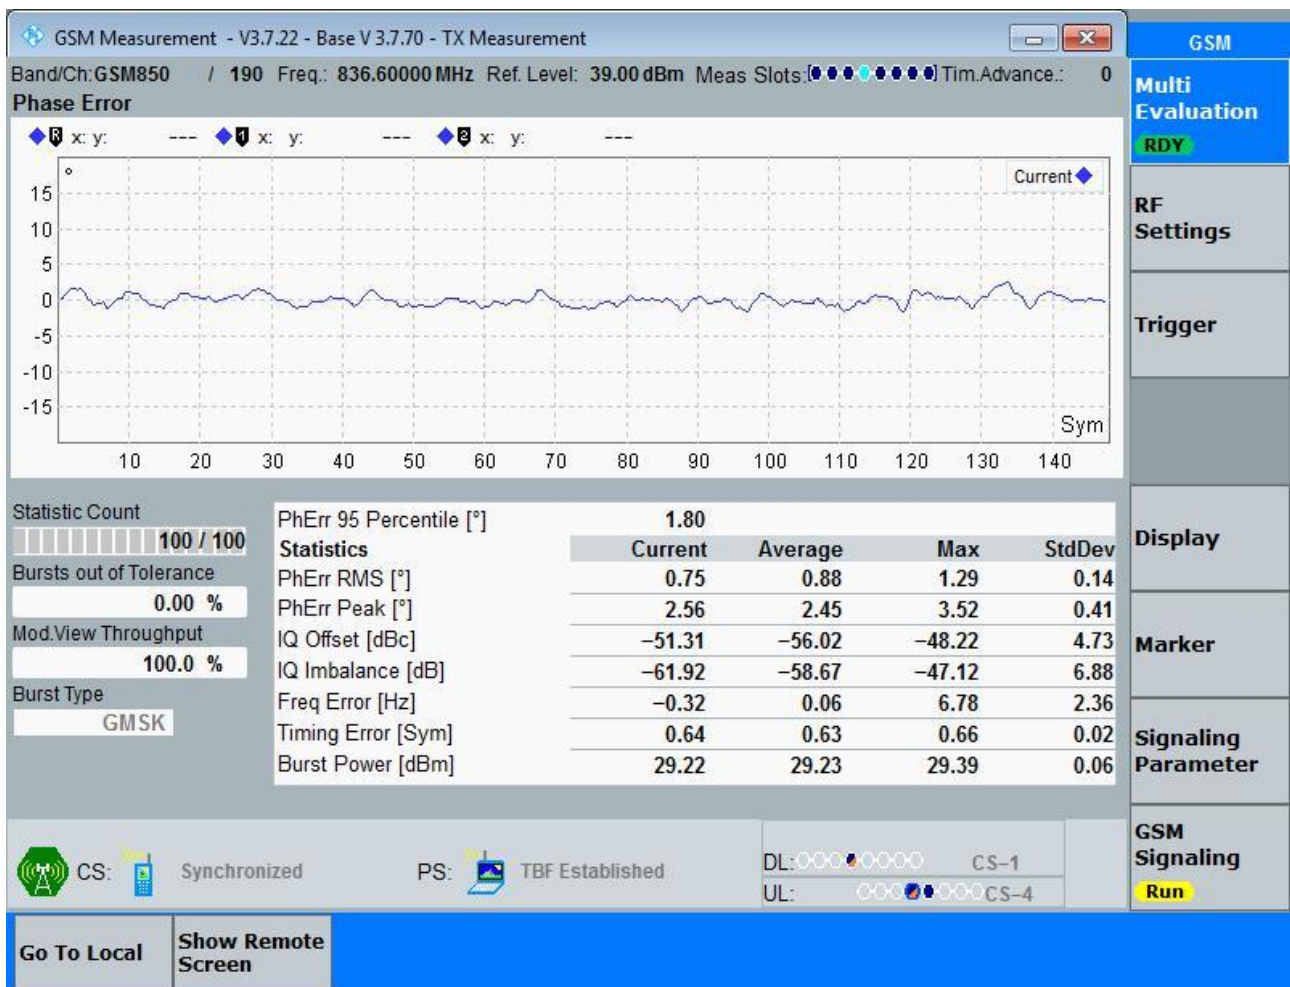 GSM Measurement - V3.7.22 - Base V 3.7.70 - TX Measurement
GSM
Band/Ch:GSM850 / 190 Freq.: 836.60000 MHz Ref. Level: 39.00 dBm Meas Slots: Tim.Advance.: 0
Phase Error
R x: y: --- 1 x: y: --- 2 x: y: ---
°
Current
15
10
5
0
-5
-10
-15
Sym
10 20 30 40 50 60 70 80 90 100 110 120 130 140
Statistic Count
100 / 100
Bursts out of Tolerance
0.00 %
Mod.View Throughput
100.0 %
Burst Type
GMSK
PhErr 95 Percentile [°] 1.80
Statistics Current Average Max StdDev
PhErr RMS [°] 0.75 0.88 1.29 0.14
PhErr Peak [°] 2.56 2.45 3.52 0.41
IQ Offset [dBc] −51.31 −56.02 −48.22 4.73
IQ Imbalance [dB] −61.92 −58.67 −47.12 6.88
Freq Error [Hz] −0.32 0.06 6.78 2.36
Timing Error [Sym] 0.64 0.63 0.66 0.02
Burst Power [dBm] 29.22 29.23 29.39 0.06
CS: Synchronized PS: TBF Established
DL: CS−1
UL: CS−4
Multi
Evaluation
RDY
RF
Settings
Trigger
Display
Marker
Signaling
Parameter
GSM
Signaling
Run
Go To Local
Show Remote
Screen